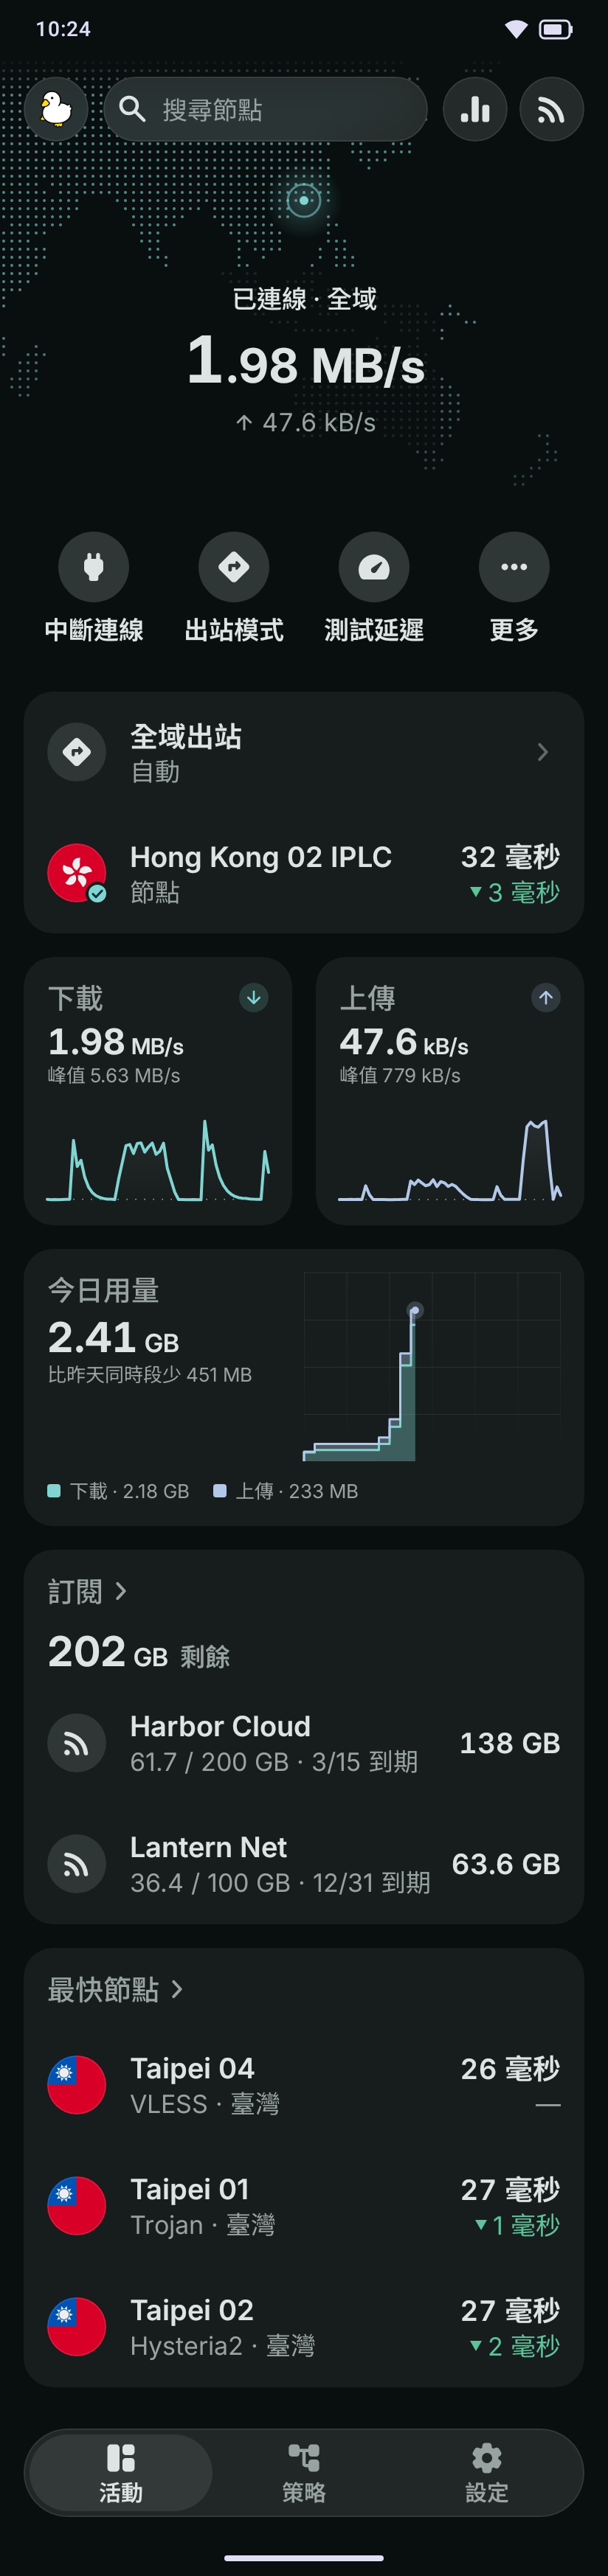 10:24
搜尋節點
已連線 · 全域
1.98 MB/s
↑ 47.6 kB/s
中斷連線
出站模式
測試延遲
更多
全域出站
自動
Hong Kong 02 IPLC
32 毫秒
節點
▼3 毫秒
下載
1.98 MB/s
峰值 5.63 MB/s
上傳
47.6 kB/s
峰值 779 kB/s
今日用量
2.41 GB
比昨天同時段少 451 MB
下載 · 2.18 GB
上傳 · 233 MB
訂閱
202 GB 剩餘
Harbor Cloud
61.7 / 200 GB · 3/15 到期
138 GB
Lantern Net
36.4 / 100 GB · 12/31 到期
63.6 GB
最快節點
Taipei 04
26 毫秒
VLESS · 臺灣
—
Taipei 01
27 毫秒
Trojan · 臺灣
▼1 毫秒
Taipei 02
27 毫秒
Hysteria2 · 臺灣
▼2 毫秒
活動
策略
設定